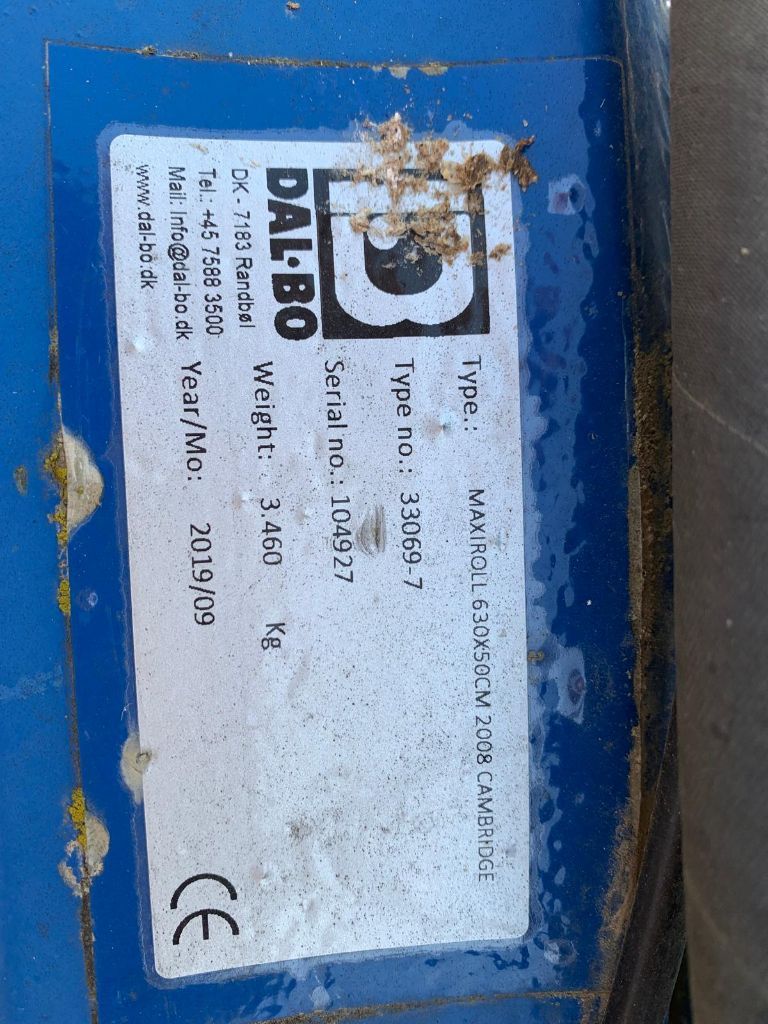 DAL·BO
DK - 7183 Randbøl
Tel.: +45 7588 3500
Mail: Info@dal-bo.dk
www.dal-bo.dk
Type.: MAXIROLL 630X50CM 2008 CAMBRIDGE
Type no.: 33069-7
Serial no.: 104927
Weight: 3.460 Kg
Year/Mo: 2019/09
CE